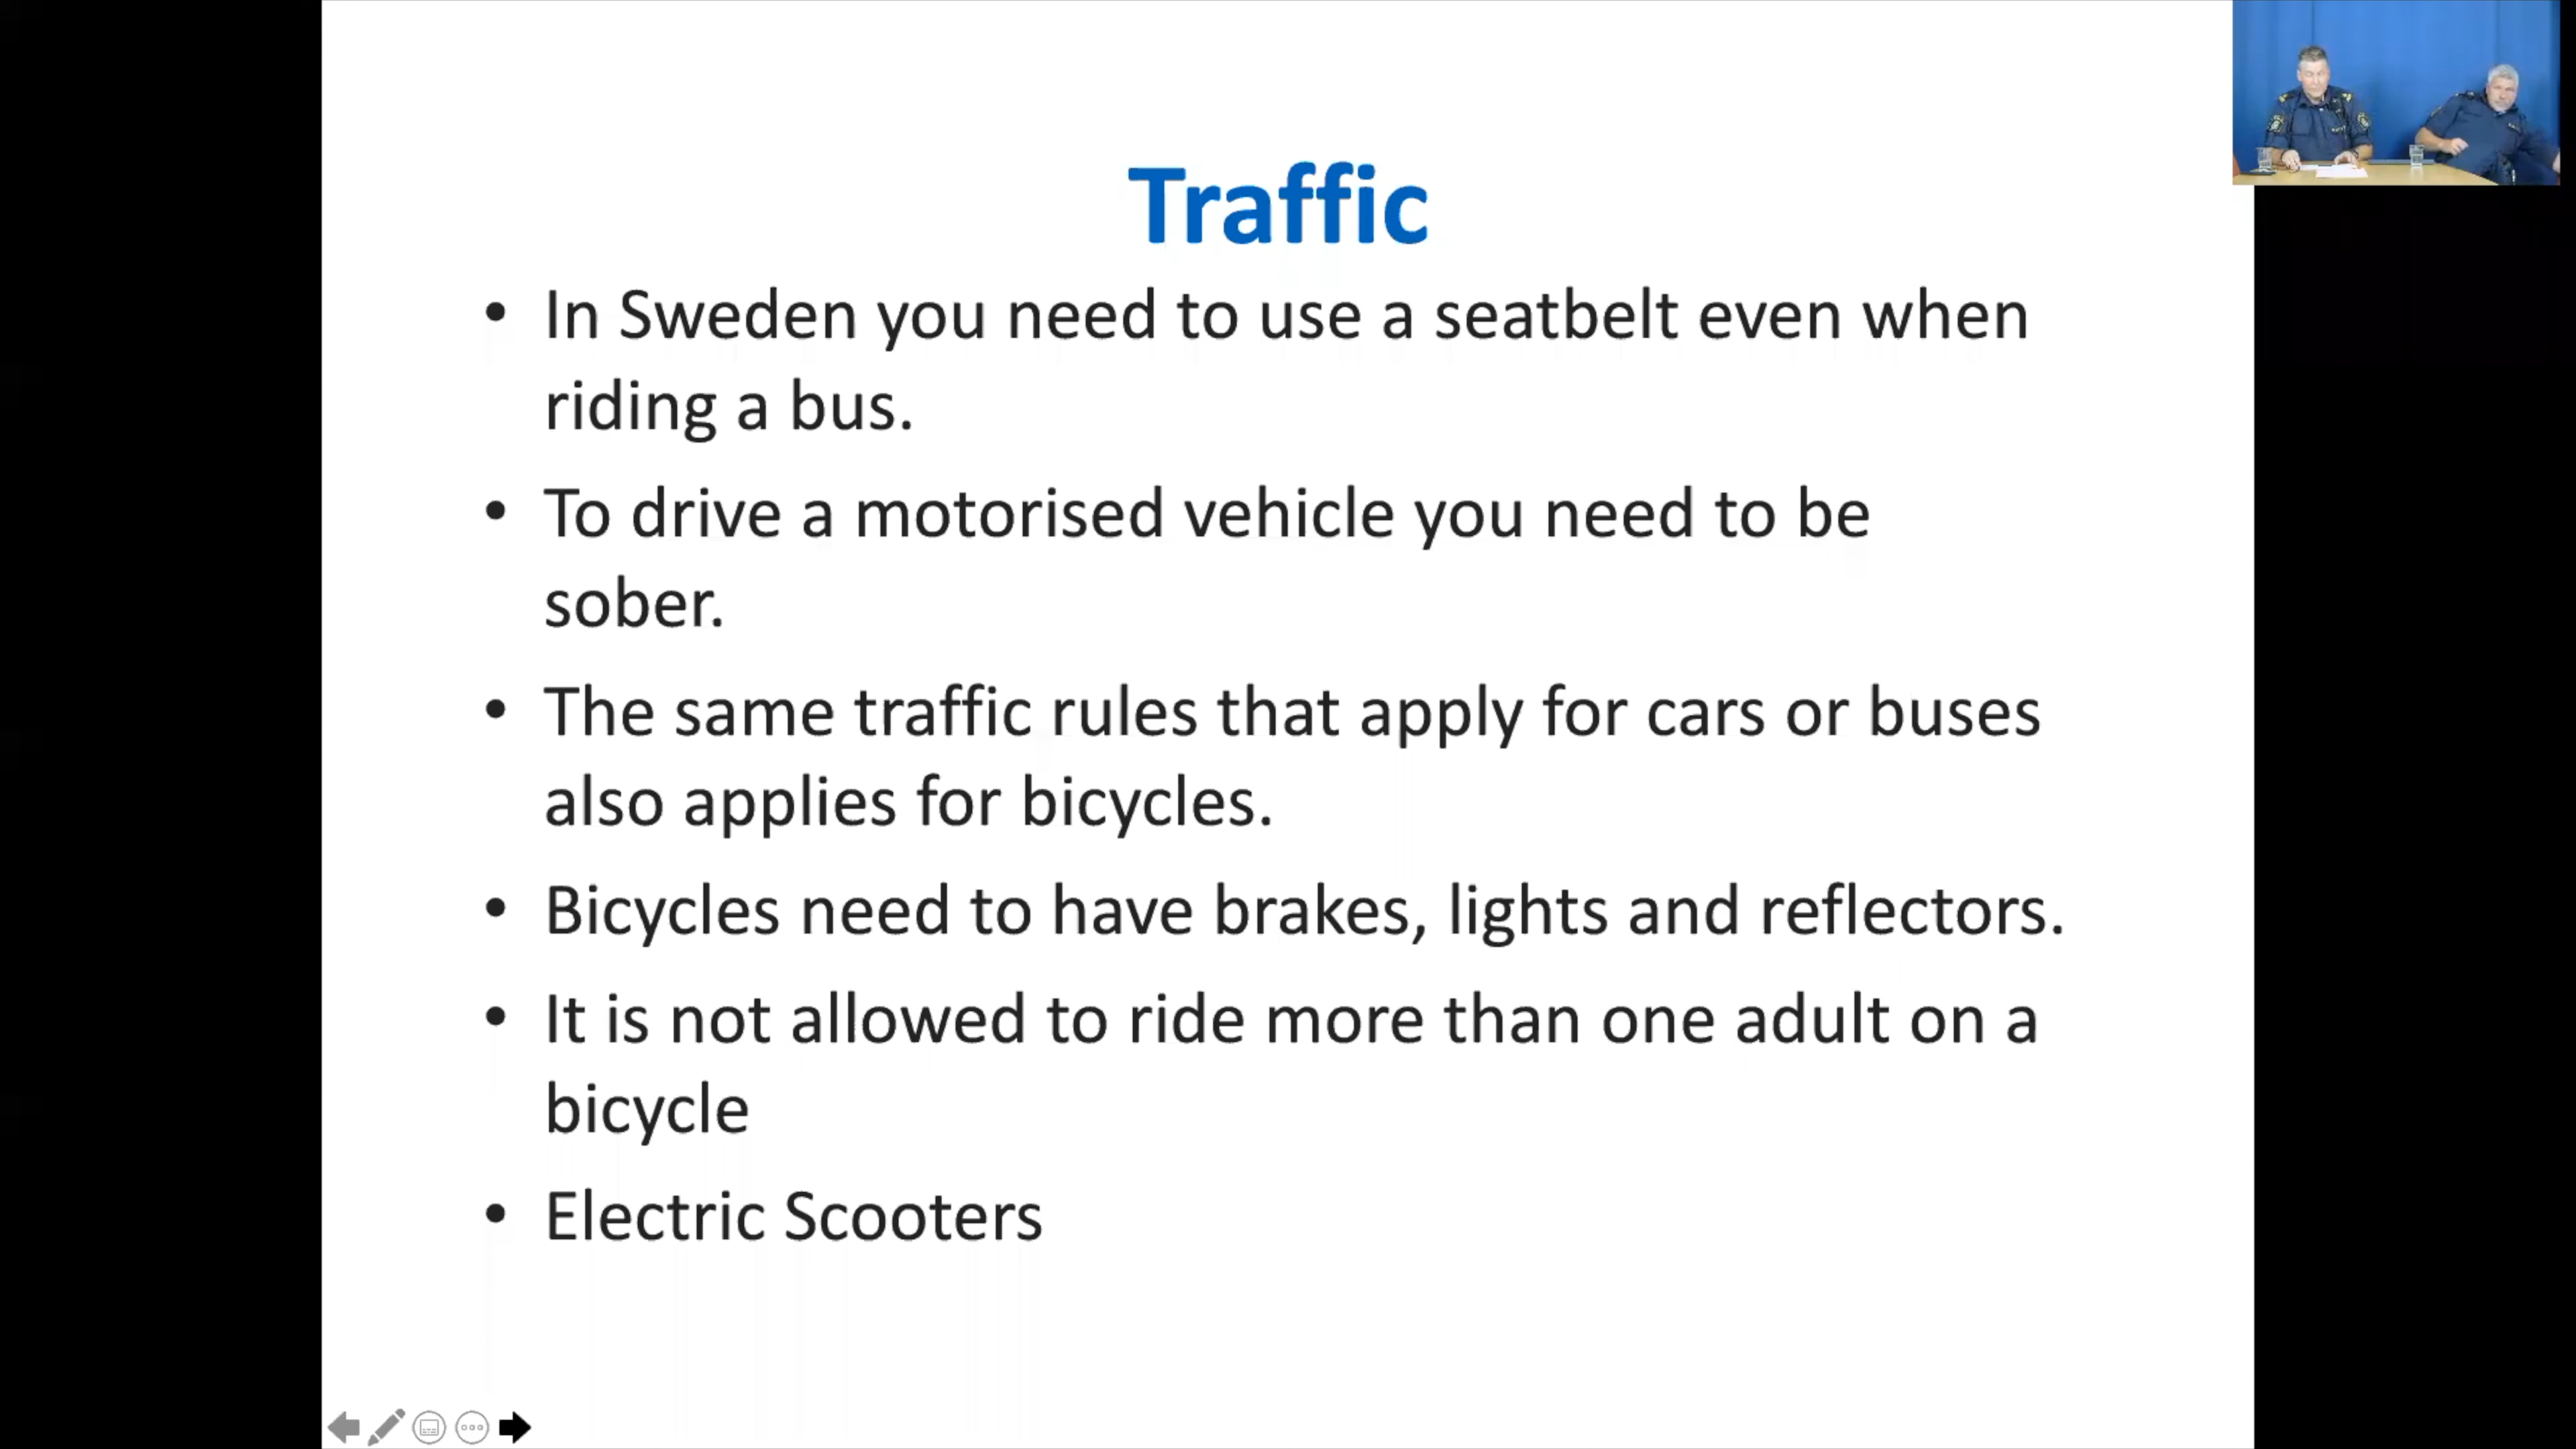 Traffic
• In Sweden you need to use a seatbelt even when
riding a bus.
• To drive a motorised vehicle you need to be
sober.
• The same traffic rules that apply for cars or buses
also applies for bicycles.
• Bicycles need to have brakes, lights and reflectors.
• It is not allowed to ride more than one adult on a
bicycle
• Electric Scooters